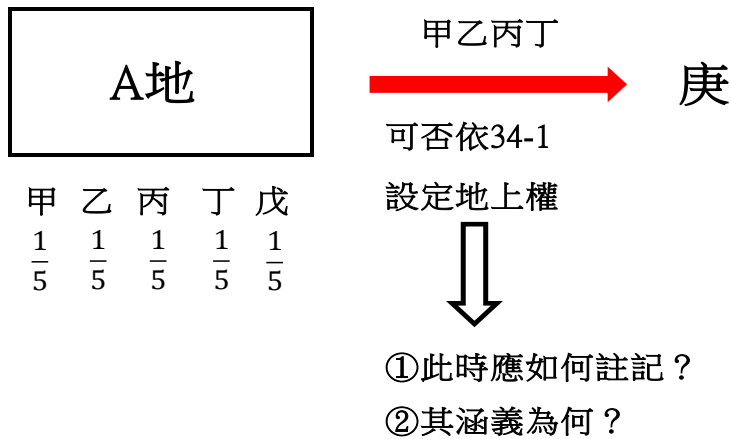 A地
甲乙丙丁
庚
可否依34-1
設定地上權
甲 乙 丙 丁 戊
1/5 1/5 1/5 1/5 1/5
①此時應如何註記？
②其涵義為何？